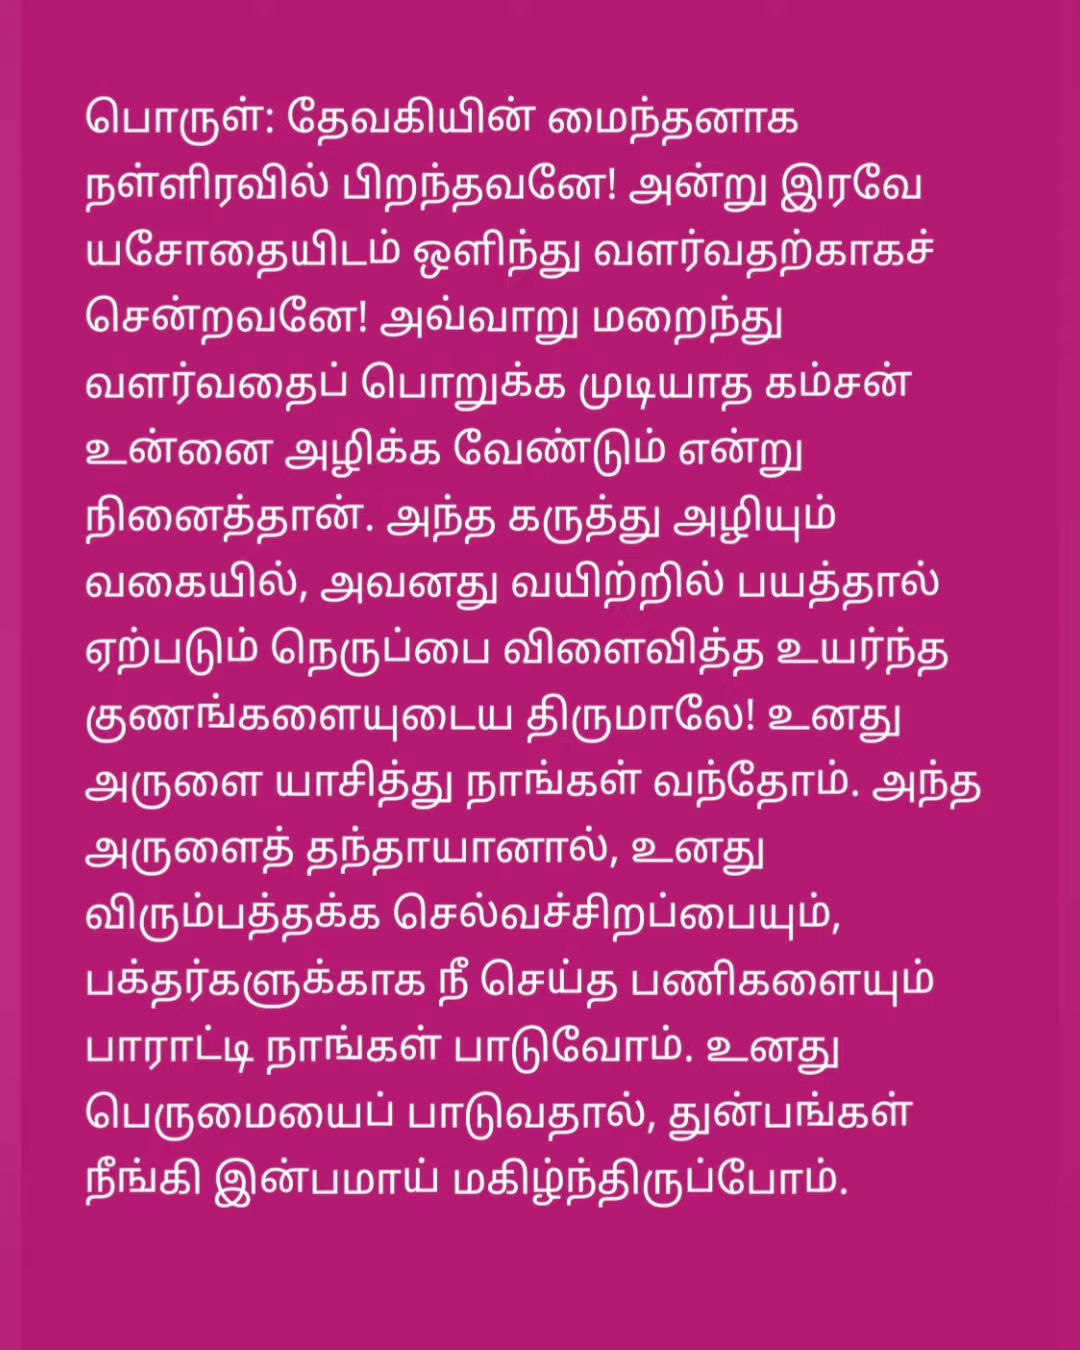 பொருள்: தேவகியின் மைந்தனாக
நள்ளிரவில் பிறந்தவனே! அன்று இரவே
யசோதையிடம் ஒளிந்து வளர்வதற்காகச்
சென்றவனே! அவ்வாறு மறைந்து
வளர்வதைப் பொறுக்க முடியாத கம்சன்
உன்னை அழிக்க வேண்டும் என்று
நினைத்தான். அந்த கருத்து அழியும்
வகையில், அவனது வயிற்றில் பயத்தால்
ஏற்படும் நெருப்பை விளைவித்த உயர்ந்த
குணங்களையுடைய திருமாலே! உனது
அருளை யாசித்து நாங்கள் வந்தோம். அந்த
அருளைத் தந்தாயானால், உனது
விரும்பத்தக்க செல்வச்சிறப்பையும்,
பக்தர்களுக்காக நீ செய்த பணிகளையும்
பாராட்டி நாங்கள் பாடுவோம். உனது
பெருமையைப் பாடுவதால், துன்பங்கள்
நீங்கி இன்பமாய் மகிழ்ந்திருப்போம்.